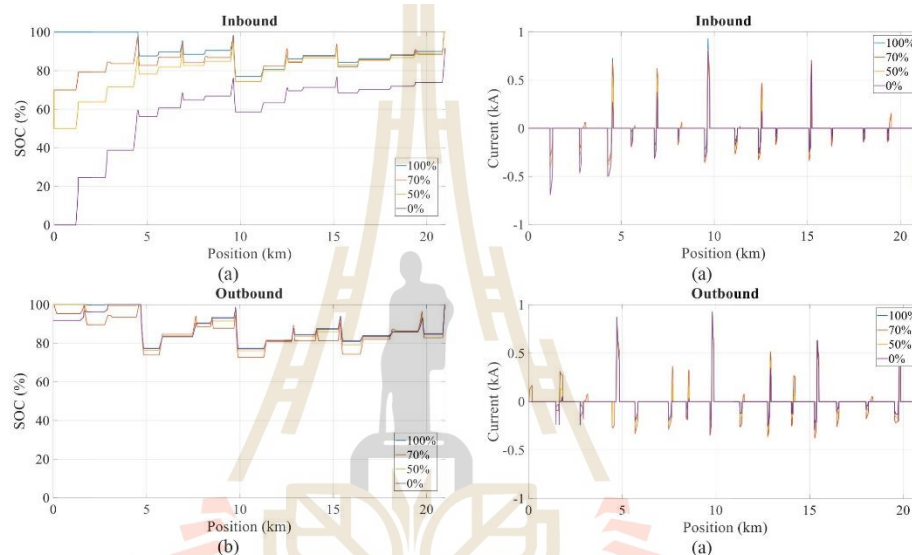 Inbound
100
80
60
40
20
0
SOC (%)
100%
70%
50%
0%
0 5 10 15 20
Position (km)
(a)
Inbound
1
0.5
0
-0.5
-1
Current (kA)
100%
70%
50%
0%
0 5 10 15 20
Position (km)
(a)
Outbound
100
80
60
40
20
0
SOC (%)
100%
70%
50%
0%
0 5 10 15 20
Position (km)
(b)
Outbound
1
0.5
0
-0.5
-1
Current (kA)
100%
70%
50%
0%
0 5 10 15 20
Position (km)
(a)